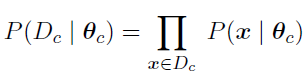 P(D_c | θ_c) = ∏_{x∈D_c} P(x | θ_c)